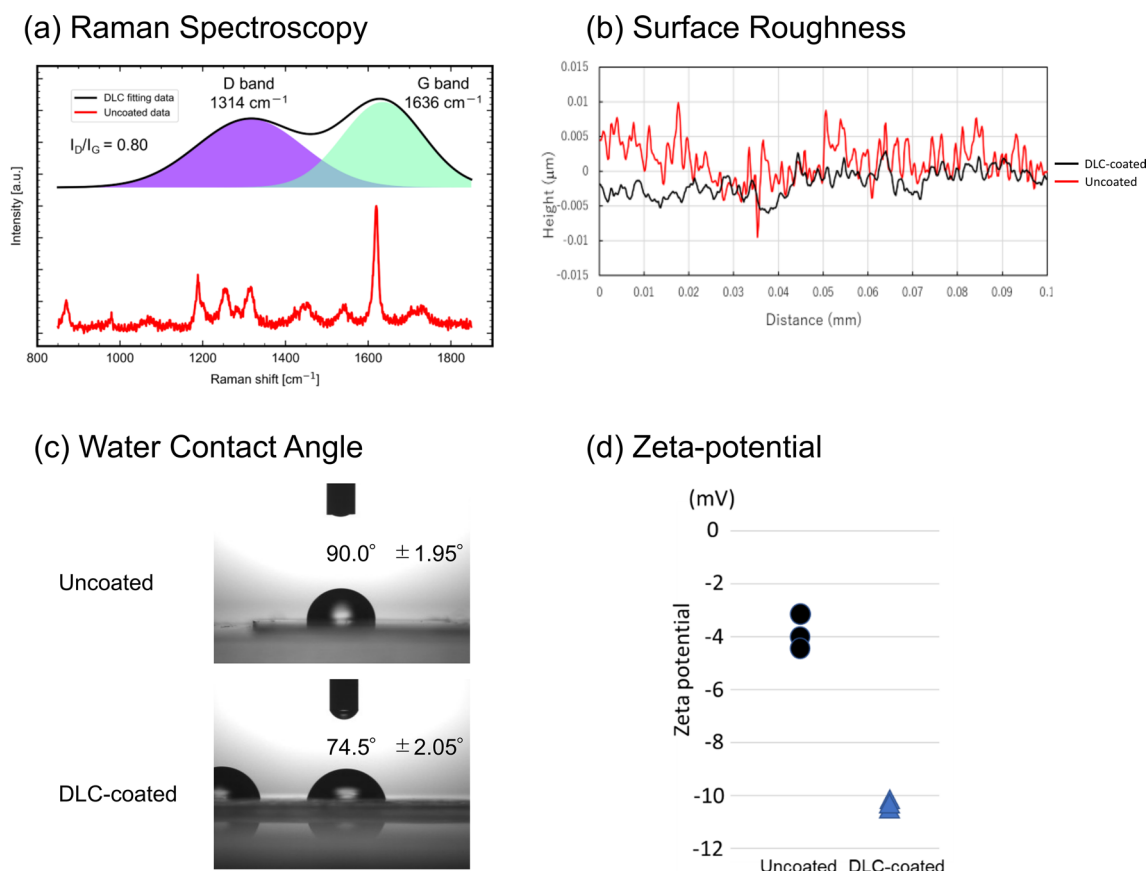 (a) Raman Spectroscopy
D band
1314 cm⁻¹
G band
1636 cm⁻¹
DLC fitting data
Uncoated data
I_D/I_G = 0.80
Intensity [a.u.]
800 1000 1200 1400 1600 1800
Raman shift [cm⁻¹]
(b) Surface Roughness
0.015
0.01
0.005
0
-0.005
-0.01
-0.015
Height (μm)
0 0.01 0.02 0.03 0.04 0.05 0.06 0.07 0.08 0.09 0.1
Distance (mm)
DLC-coated
Uncoated
(c) Water Contact Angle
Uncoated
90.0° ±1.95°
DLC-coated
74.5° ±2.05°
(d) Zeta-potential
(mV)
0
-2
-4
-6
-8
-10
-12
Zeta potential
Uncoated DLC-coated